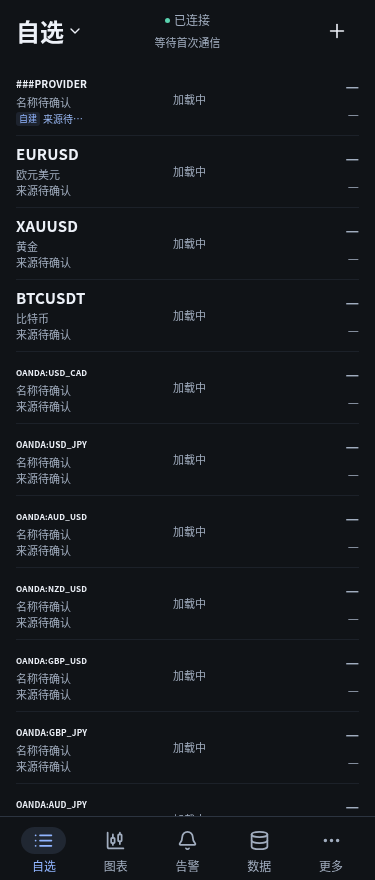 自选
已连接
等待首次通信
###PROVIDER
名称待确认
自建 来源待…
加载中
—
—
EURUSD
欧元美元
来源待确认
加载中
—
—
XAUUSD
黄金
来源待确认
加载中
—
—
BTCUSDT
比特币
来源待确认
加载中
—
—
OANDA:USD_CAD
名称待确认
来源待确认
加载中
—
—
OANDA:USD_JPY
名称待确认
来源待确认
加载中
—
—
OANDA:AUD_USD
名称待确认
来源待确认
加载中
—
—
OANDA:NZD_USD
名称待确认
来源待确认
加载中
—
—
OANDA:GBP_USD
名称待确认
来源待确认
加载中
—
—
OANDA:GBP_JPY
名称待确认
来源待确认
加载中
—
—
OANDA:AUD_JPY
—
自选
图表
告警
数据
更多